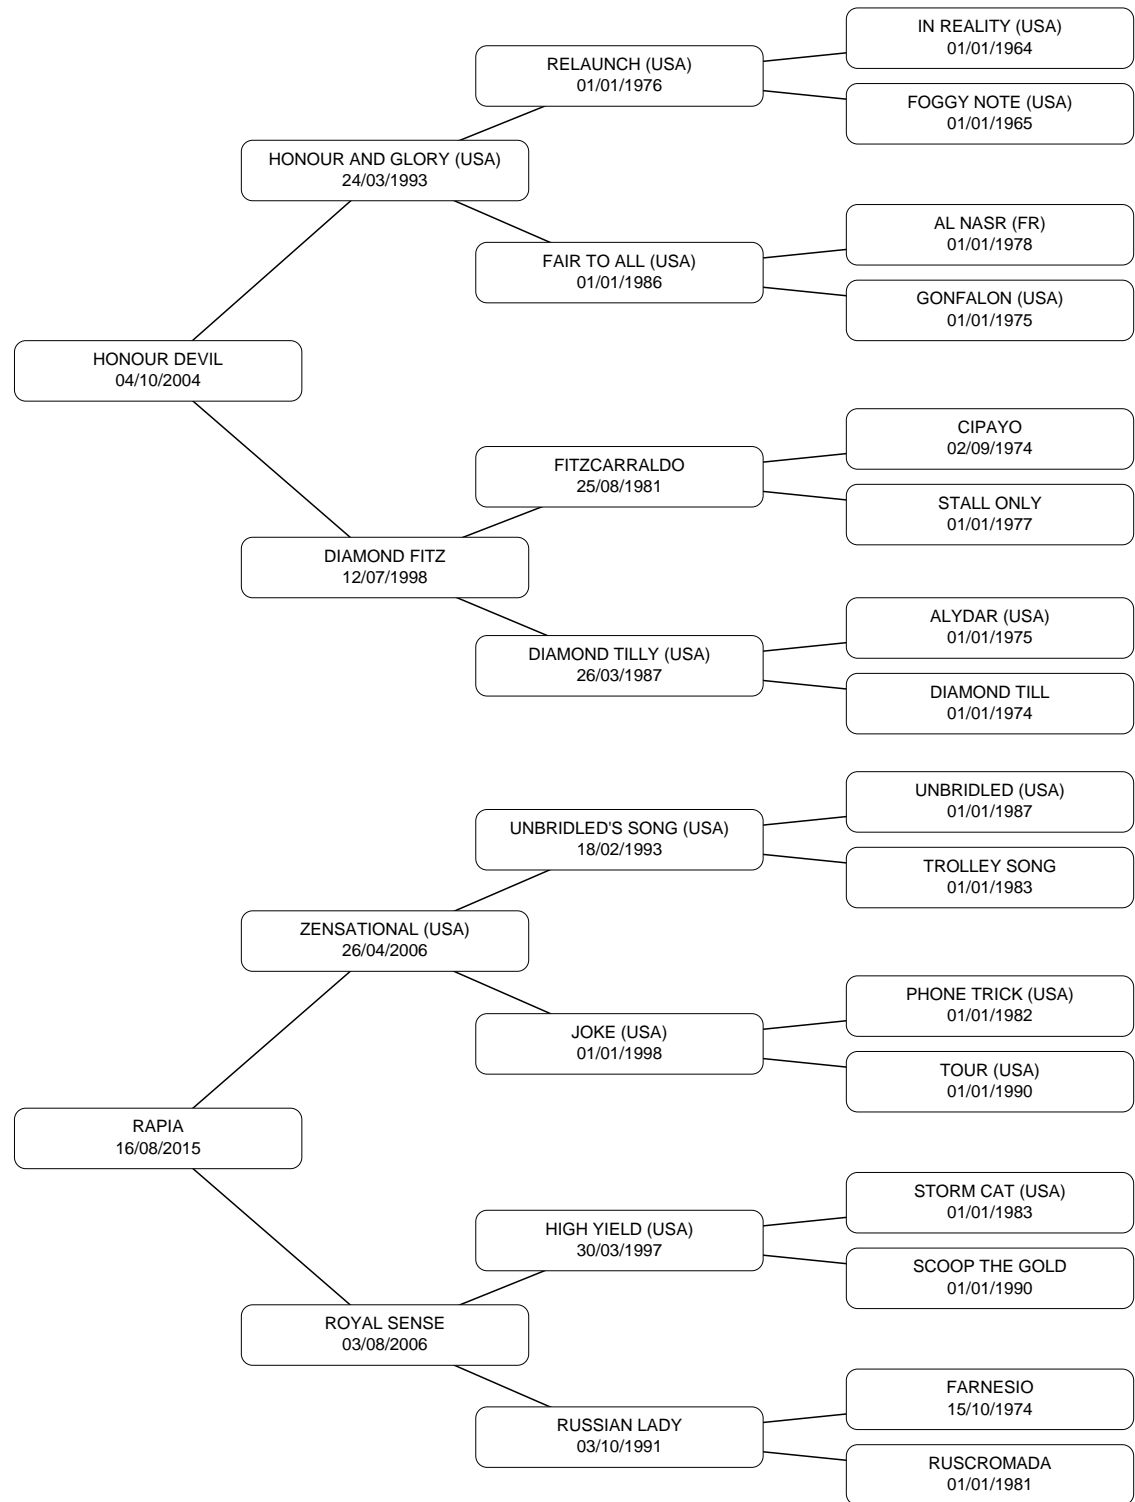 IN REALITY (USA)
01/01/1964
RELAUNCH (USA)
01/01/1976
FOGGY NOTE (USA)
01/01/1965
HONOUR AND GLORY (USA)
24/03/1993
AL NASR (FR)
01/01/1978
FAIR TO ALL (USA)
01/01/1986
GONFALON (USA)
01/01/1975
HONOUR DEVIL
04/10/2004
CIPAYO
02/09/1974
FITZCARRALDO
25/08/1981
STALL ONLY
01/01/1977
DIAMOND FITZ
12/07/1998
ALYDAR (USA)
01/01/1975
DIAMOND TILLY (USA)
26/03/1987
DIAMOND TILL
01/01/1974
UNBRIDLED (USA)
01/01/1987
UNBRIDLED'S SONG (USA)
18/02/1993
TROLLEY SONG
01/01/1983
ZENSATIONAL (USA)
26/04/2006
PHONE TRICK (USA)
01/01/1982
JOKE (USA)
01/01/1998
TOUR (USA)
01/01/1990
RAPIA
16/08/2015
STORM CAT (USA)
01/01/1983
HIGH YIELD (USA)
30/03/1997
SCOOP THE GOLD
01/01/1990
ROYAL SENSE
03/08/2006
FARNESIO
15/10/1974
RUSSIAN LADY
03/10/1991
RUSCROMADA
01/01/1981